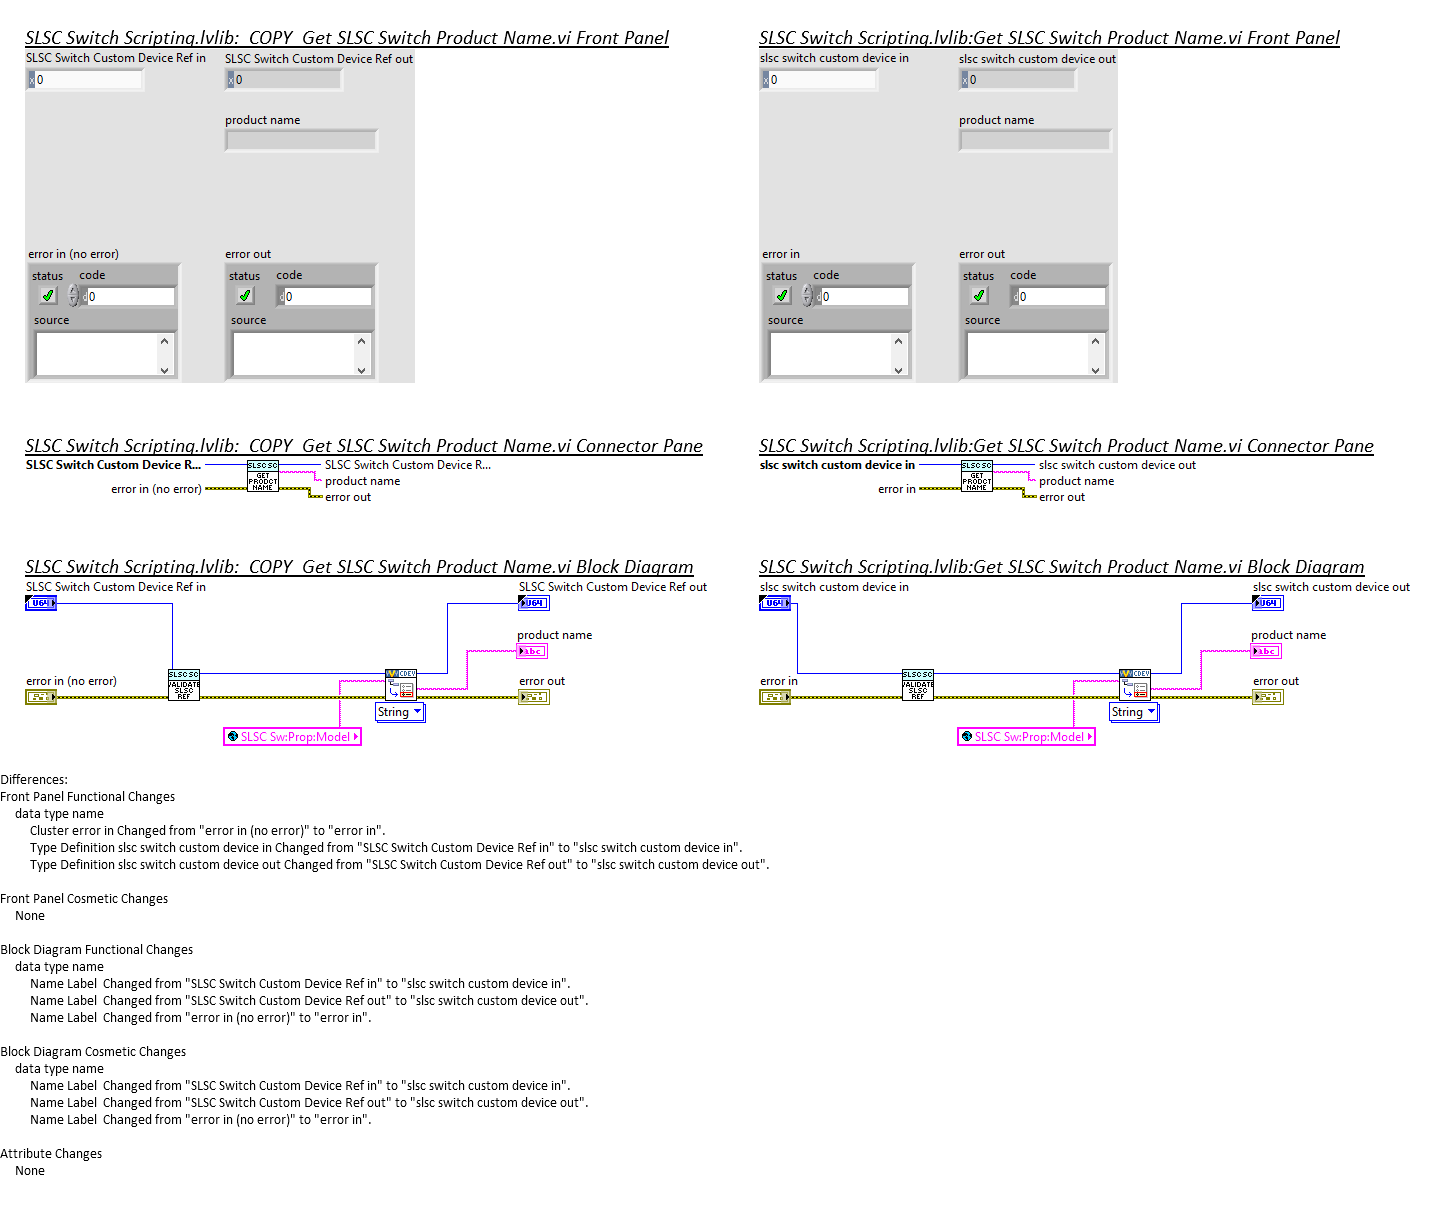 SLSC Switch Scripting.lvlib:_COPY_Get SLSC Switch Product Name.vi Front Panel
SLSC Switch Custom Device Ref in
SLSC Switch Custom Device Ref out
x 0
x 0
product name
error in (no error)
error out
status
code
status
code
d 0
d 0
source
source
SLSC Switch Scripting.lvlib:Get SLSC Switch Product Name.vi Front Panel
slsc switch custom device in
slsc switch custom device out
x 0
x 0
product name
error in
error out
status
code
status
code
d 0
d 0
source
source
SLSC Switch Scripting.lvlib:_COPY_Get SLSC Switch Product Name.vi Connector Pane
SLSC Switch Custom Device R...
SLSC SC
SLSC Switch Custom Device R...
GET
product name
PRODCT
error in (no error)
NAME
error out
SLSC Switch Scripting.lvlib:Get SLSC Switch Product Name.vi Connector Pane
slsc switch custom device in
SLSC SC
slsc switch custom device out
GET
product name
PRODCT
error in
NAME
error out
SLSC Switch Scripting.lvlib:_COPY_Get SLSC Switch Product Name.vi Block Diagram
SLSC Switch Custom Device Ref in
SLSC Switch Custom Device Ref out
U64
U64
product name
abc
SLSC SC
CDEV
error in (no error)
VALIDATE
SLSC
REF
error out
String
SLSC Sw:Prop:Model
SLSC Switch Scripting.lvlib:Get SLSC Switch Product Name.vi Block Diagram
slsc switch custom device in
slsc switch custom device out
U64
U64
product name
abc
SLSC SC
CDEV
error in
VALIDATE
SLSC
REF
error out
String
SLSC Sw:Prop:Model
Differences:
Front Panel Functional Changes
data type name
Cluster error in Changed from "error in (no error)" to "error in".
Type Definition slsc switch custom device in Changed from "SLSC Switch Custom Device Ref in" to "slsc switch custom device in".
Type Definition slsc switch custom device out Changed from "SLSC Switch Custom Device Ref out" to "slsc switch custom device out".
Front Panel Cosmetic Changes
None
Block Diagram Functional Changes
data type name
Name Label  Changed from "SLSC Switch Custom Device Ref in" to "slsc switch custom device in".
Name Label  Changed from "SLSC Switch Custom Device Ref out" to "slsc switch custom device out".
Name Label  Changed from "error in (no error)" to "error in".
Block Diagram Cosmetic Changes
data type name
Name Label  Changed from "SLSC Switch Custom Device Ref in" to "slsc switch custom device in".
Name Label  Changed from "SLSC Switch Custom Device Ref out" to "slsc switch custom device out".
Name Label  Changed from "error in (no error)" to "error in".
Attribute Changes
None